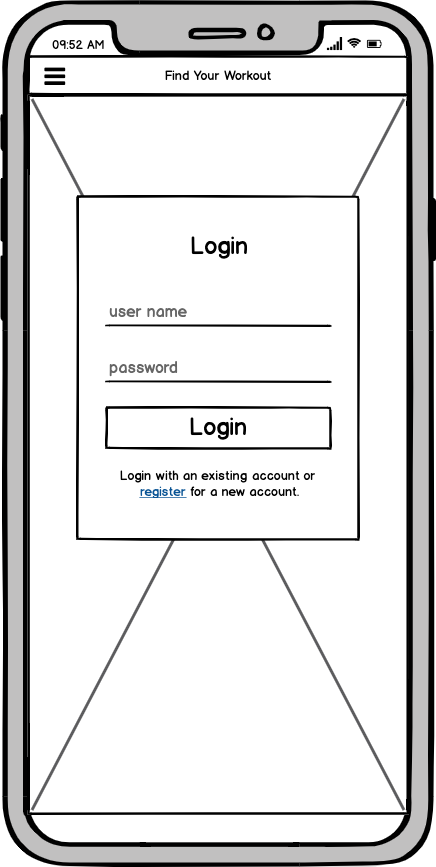 09:52 AM
Find Your Workout
Login
user name
password
Login
Login with an existing account or
register for a new account.